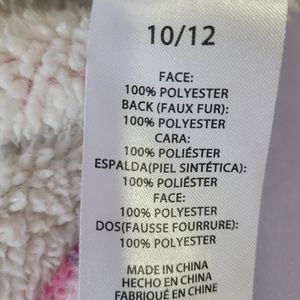 10/12
FACE:
100% POLYESTER
BACK (FAUX FUR):
100% POLYESTER
CARA:
100% POLIÉSTER
ESPALDA(PIEL SINTÉTICA):
100% POLIÉSTER
FACE:
100% POLYESTER
DOS(FAUSSE FOURRURE):
100% POLYESTER
MADE IN CHINA
HECHO EN CHINA
FABRIQUÉ EN CHINE